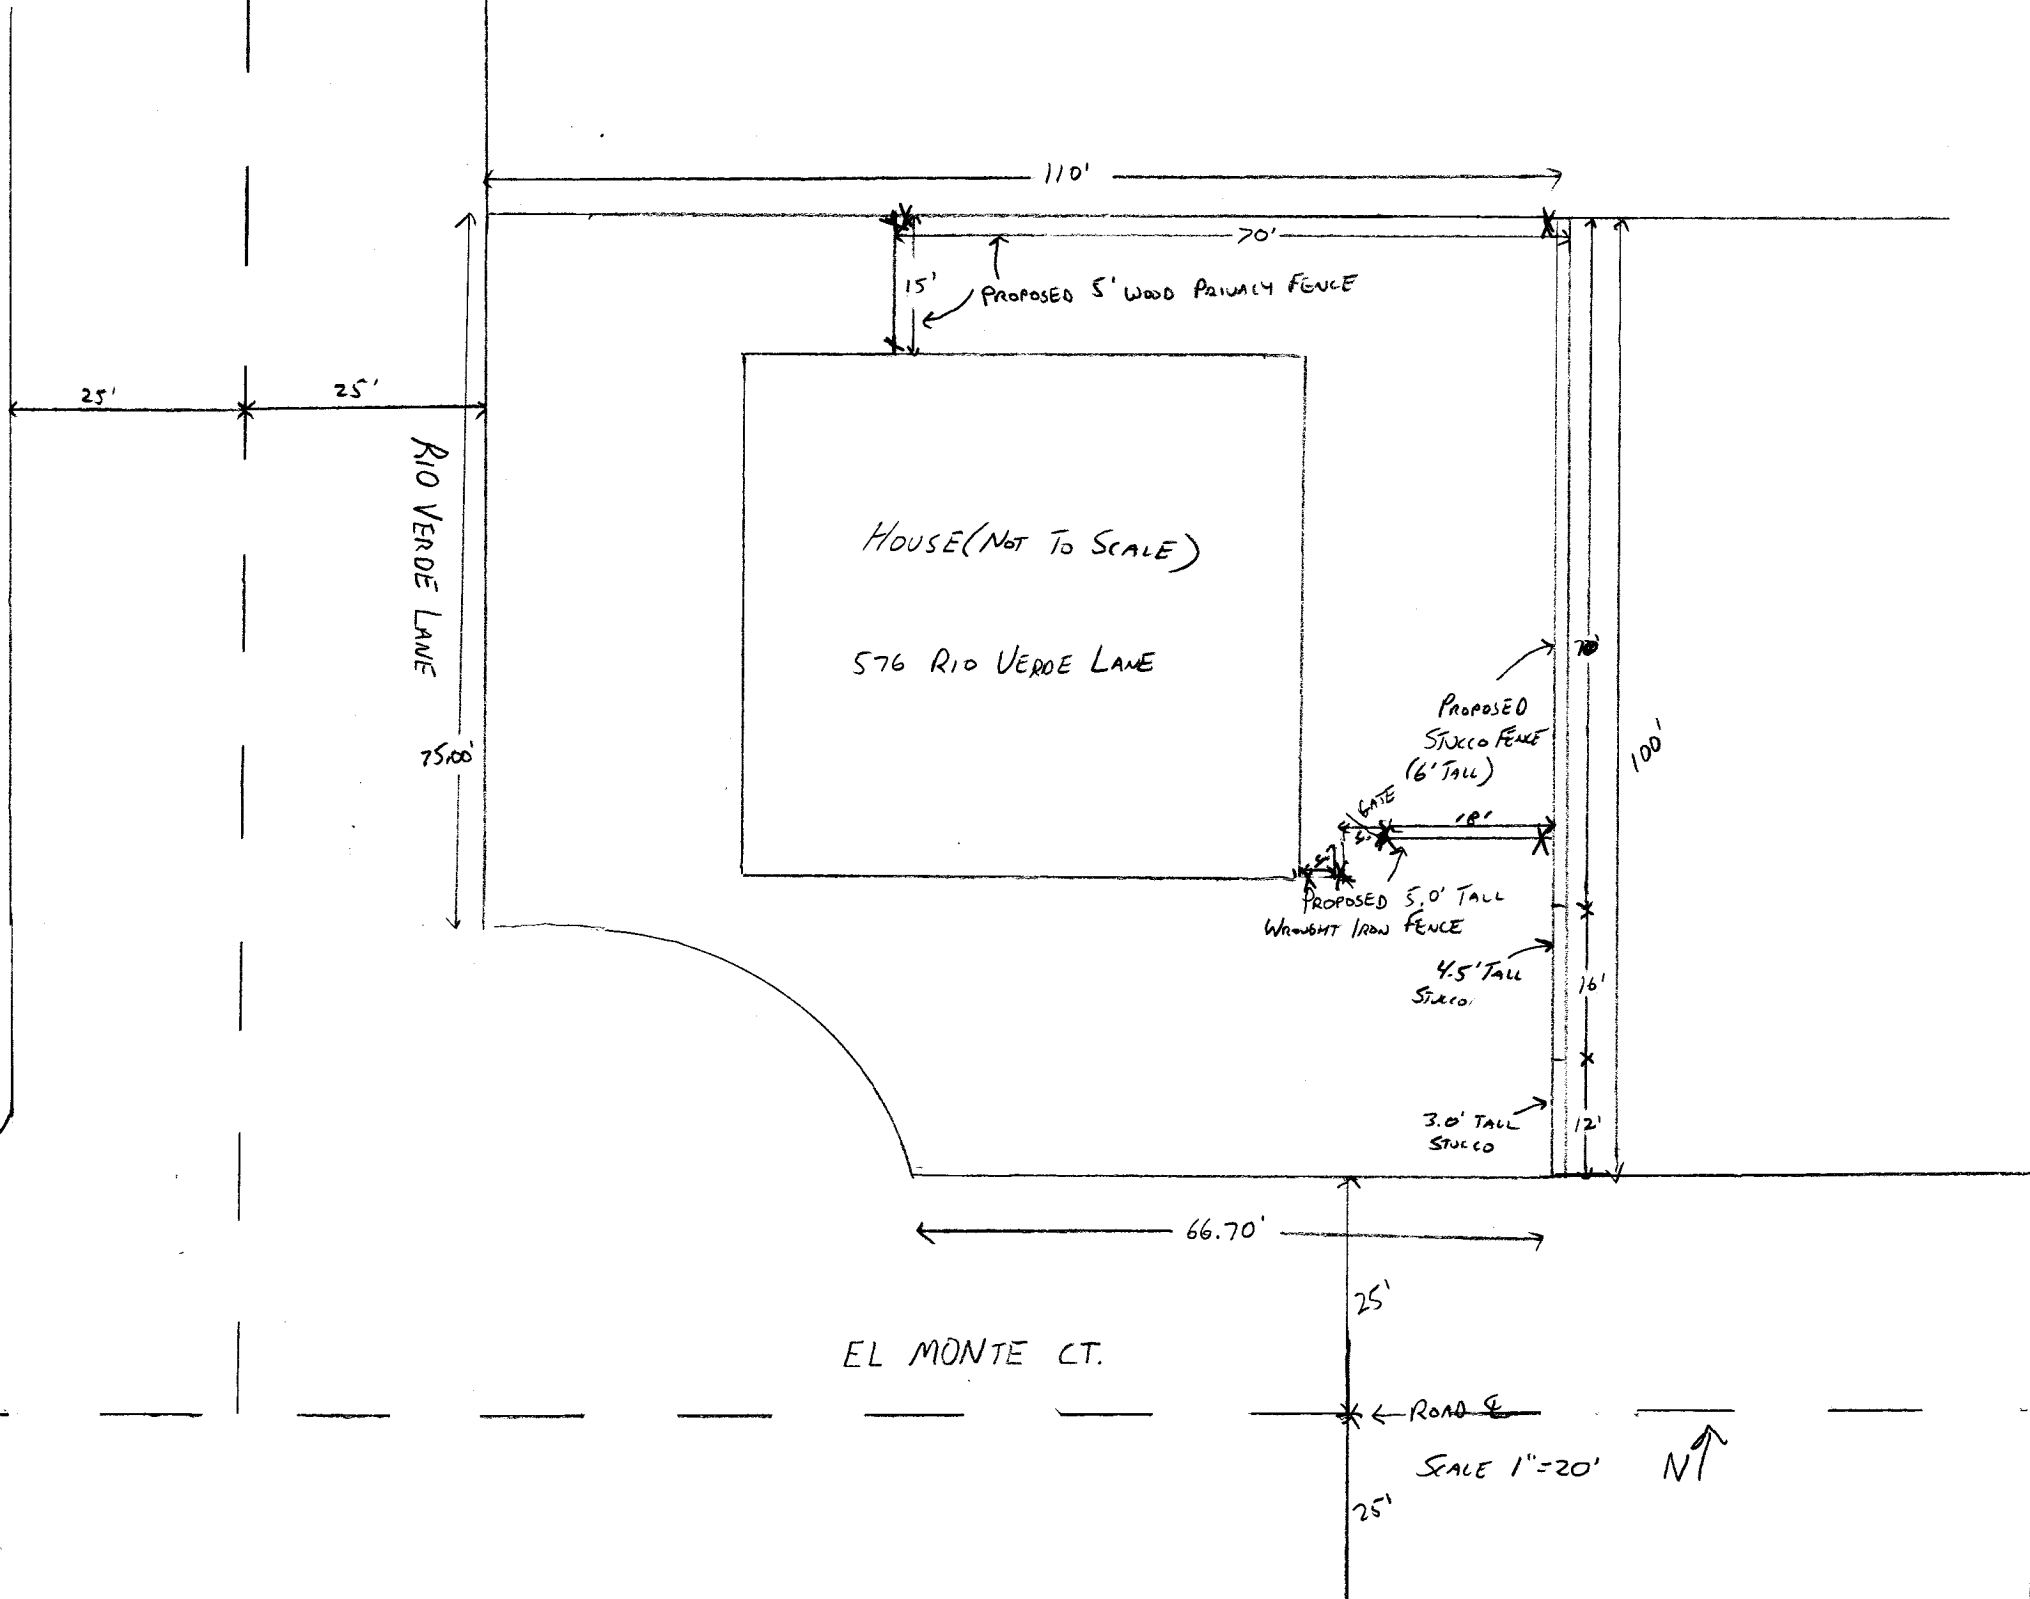 110'
70'
15'
PROPOSED 5' WOOD PRIVACY FENCE
25'
25'
RIO VERDE LANE
75.00'
HOUSE (NOT TO SCALE)
576 RIO VERDE LANE
PROPOSED
STUCCO FENCE
(6' TALL)
100'
GATE
18'
PROPOSED 5.0' TALL
WROUGHT IRON FENCE
4.5' TALL
STUCCO
16'
3.0' TALL
STUCCO
12'
66.70'
25'
EL MONTE CT.
ROAD ℄
SCALE 1"=20'
N
25'